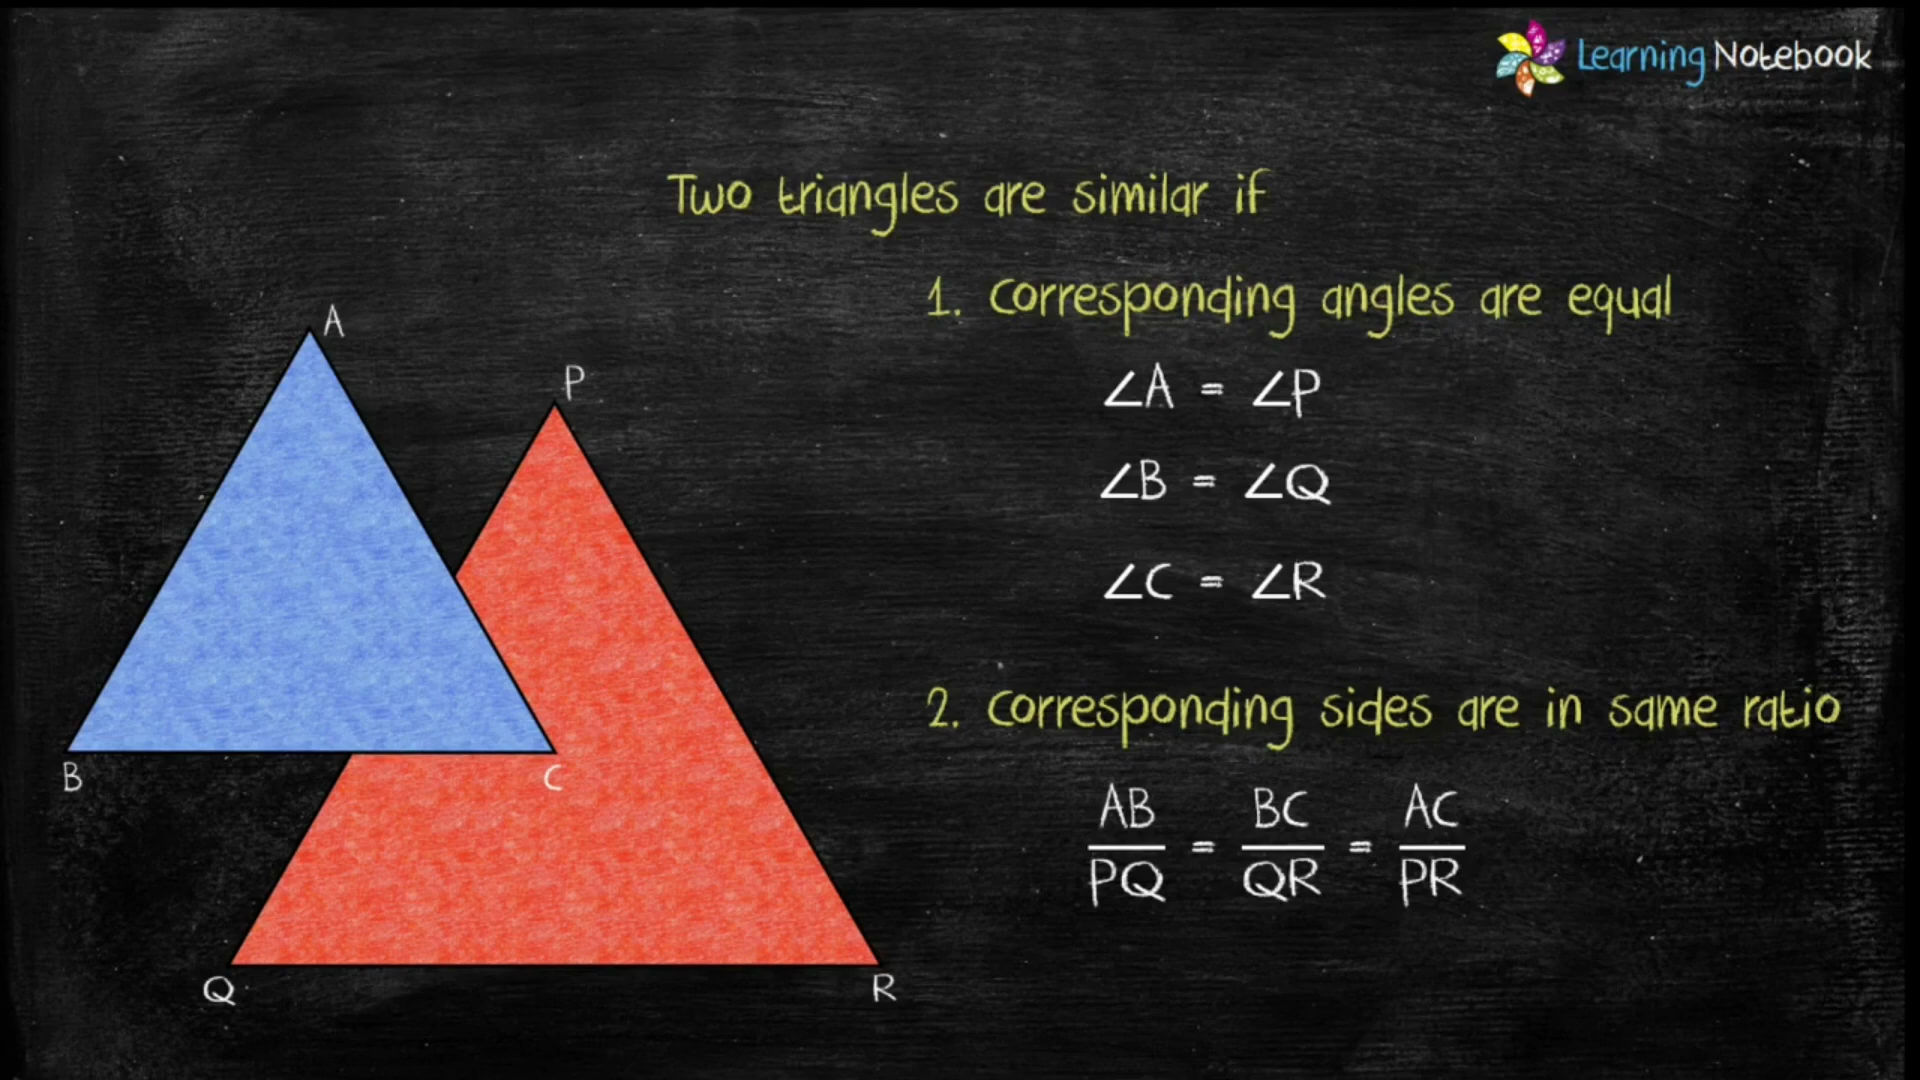 Learning Notebook
Two triangles are similar if
1. Corresponding angles are equal
∠A = ∠P
∠B = ∠Q
∠C = ∠R
2. Corresponding sides are in same ratio
AB/PQ = BC/QR = AC/PR
A
P
B
C
Q
R